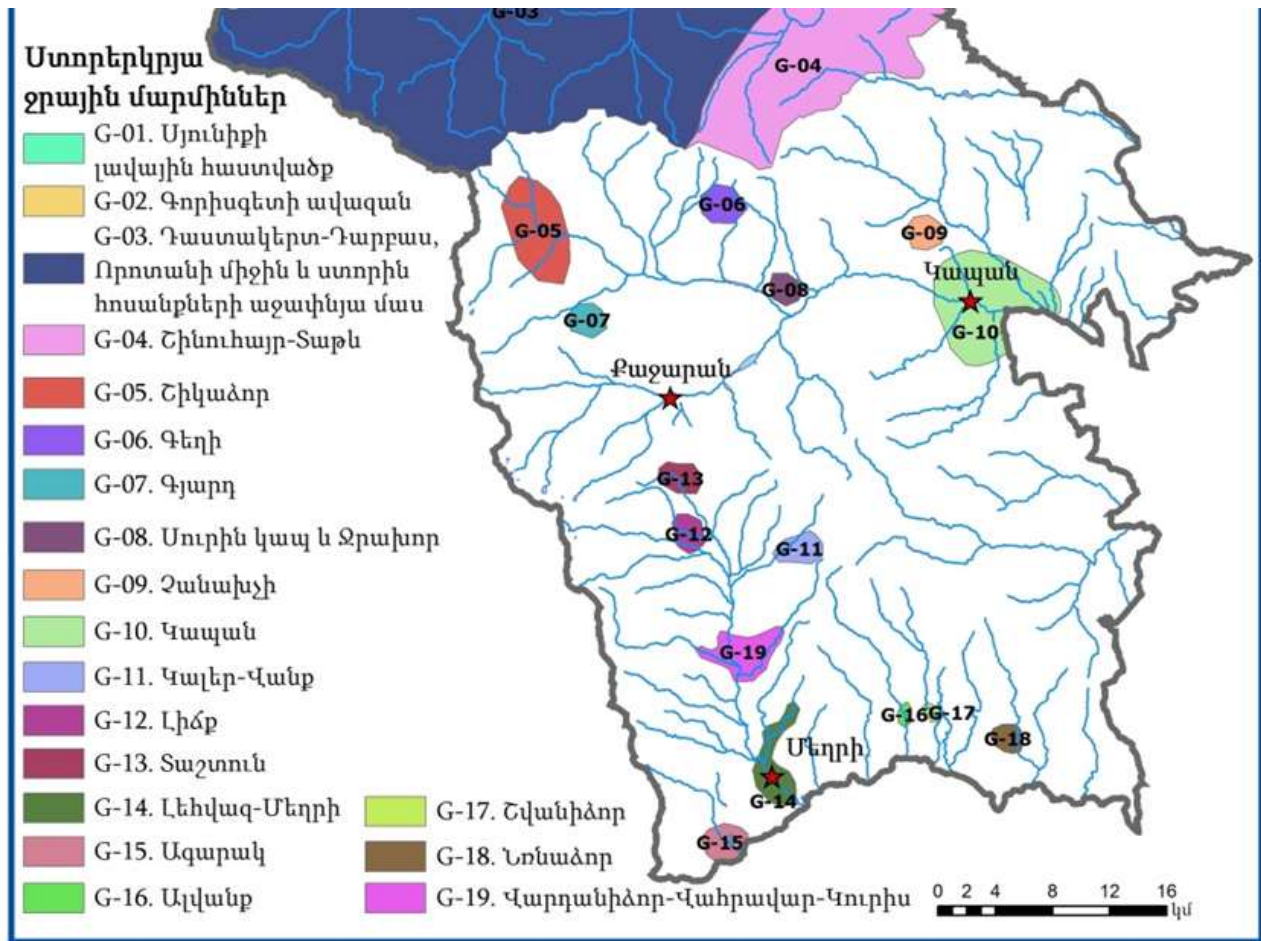 Ստորերկրյա
ջրային մարմիններ
G-01. Սյունիքի
լավային հաստվածք
G-02. Գորիսգետի ավազան
G-03. Դաստակերտ-Դարբաս,
Որոտանի միջին և ստորին
հոսանքների աջափնյա մաս
G-04. Շինուհայր-Տաթև
G-05. Շիկաձոր
G-06. Գեղի
G-07. Գյարդ
G-08. Սուրին կապ և Ջրախոր
G-09. Չանախչի
G-10. Կապան
G-11. Կալեր-Վանք
G-12. Լիճք
G-13. Տաշտուն
G-14. Լեհվազ-Մեղրի
G-15. Ագարակ
G-16. Ալվանք
G-17. Շվանիձոր
G-18. Նռնաձոր
G-19. Վարդանիձոր-Վահրավար-Կուրիս
G-03
G-04
G-06
G-05
G-09
Կապան
G-08
G-07
G-10
Քաջարան
G-13
G-12
G-11
G-19
G-16
G-17
G-18
Մեղրի
G-14
G-15
0 2 4 8 12 16
կմ